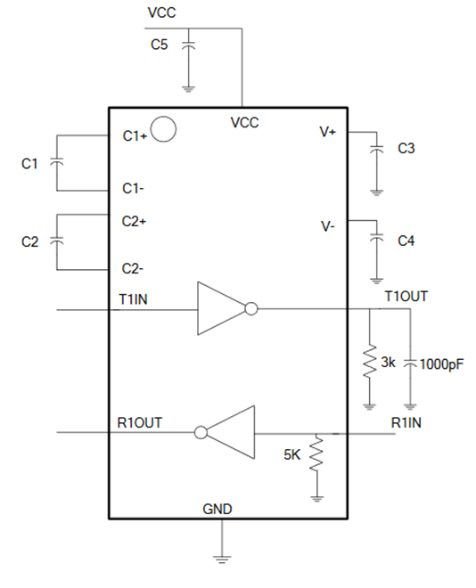 VCC
C5
VCC
C1+
V+
C3
C1
C1-
C2+
V-
C2
C4
C2-
T1IN
T1OUT
3k
1000pF
R1OUT
R1IN
5K
GND